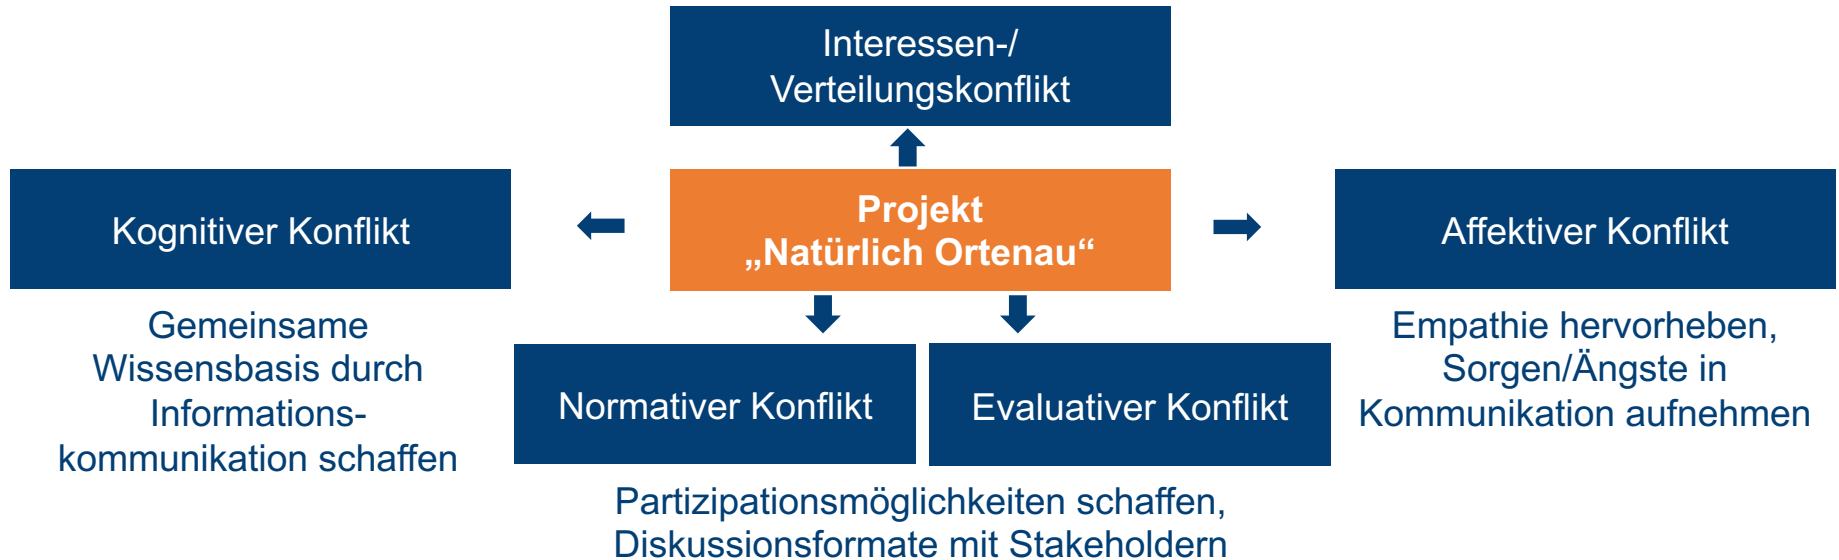 Interessen-/
Verteilungskonflikt
Kognitiver Konflikt
Projekt
„Natürlich Ortenau“
Affektiver Konflikt
Gemeinsame
Wissensbasis durch
Informations-
kommunikation schaffen
Normativer Konflikt
Evaluativer Konflikt
Empathie hervorheben,
Sorgen/Ängste in
Kommunikation aufnehmen
Partizipationsmöglichkeiten schaffen,
Diskussionsformate mit Stakeholdern